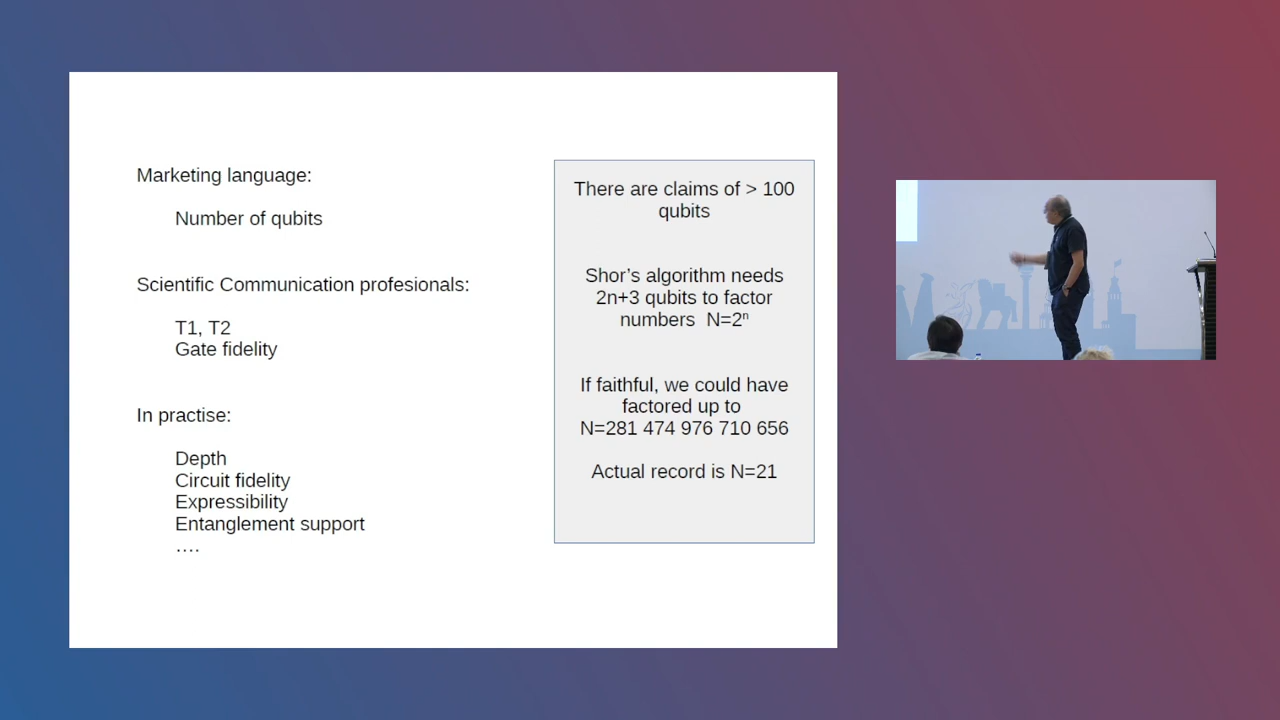 Marketing language:
Number of qubits
Scientific Communication profesionals:
T1, T2
Gate fidelity
In practise:
Depth
Circuit fidelity
Expressibility
Entanglement support
....
There are claims of > 100
qubits
Shor’s algorithm needs
2n+3 qubits to factor
numbers N=2ⁿ
If faithful, we could have
factored up to
N=281 474 976 710 656
Actual record is N=21